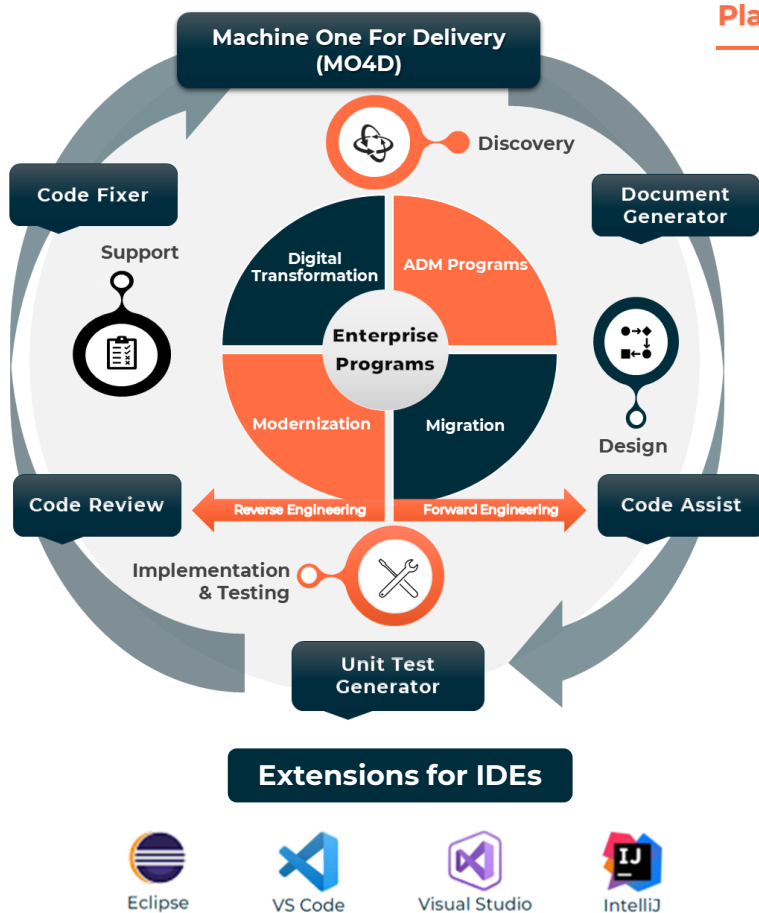 Machine One For Delivery
(MO4D)
Discovery
Code Fixer
Document
Generator
Support
Digital
Transformation
ADM Programs
Enterprise
Programs
Modernization
Migration
Design
Code Review
Reverse Engineering
Forward Engineering
Code Assist
Implementation
& Testing
Unit Test
Generator
Extensions for IDEs
IJ
Eclipse
VS Code
Visual Studio
IntelliJ